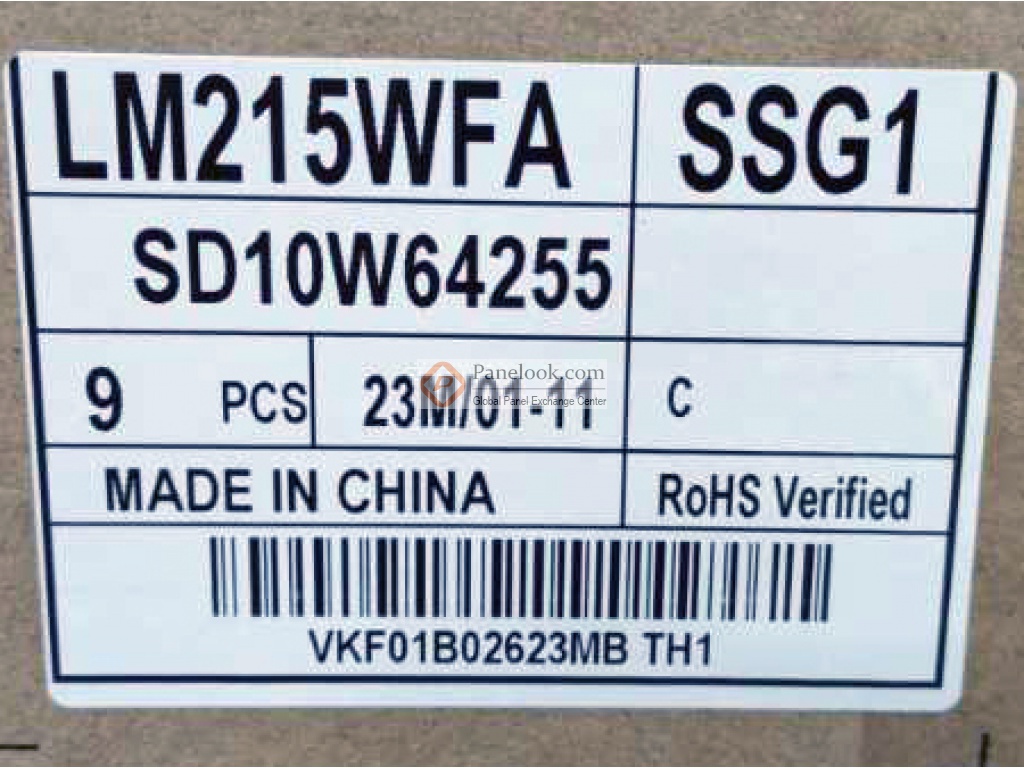 LM215WFA SSG1
SD10W64255
9 PCS 23M/01-11 C
Panelook.com
Global Panel Exchange Center
MADE IN CHINA RoHS Verified
VKF01B02623MB TH1